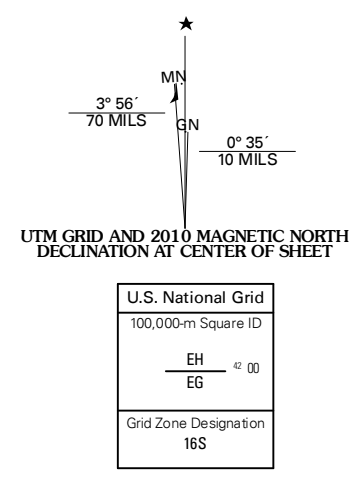 MN
3° 56´
70 MILS
GN
0° 35´
10 MILS
UTM GRID AND 2010 MAGNETIC NORTH
DECLINATION AT CENTER OF SHEET
U.S. National Grid
100,000-m Square ID
EH
42 00
EG
Grid Zone Designation
16S